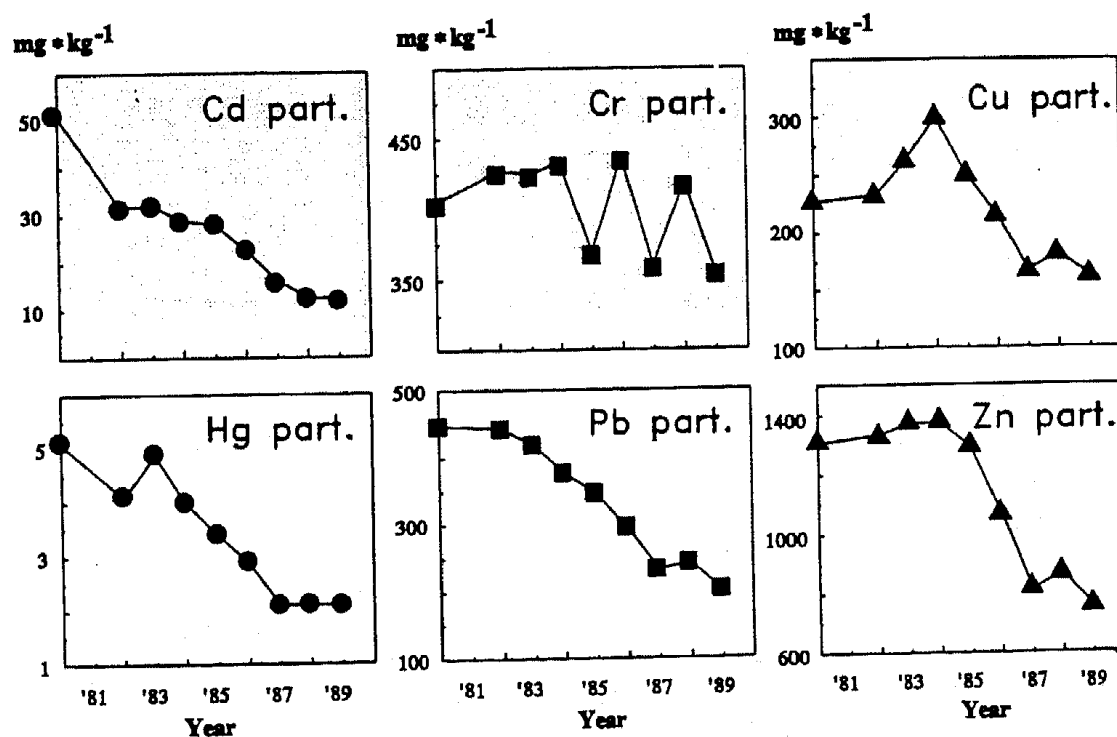 mg * kg⁻¹
mg * kg⁻¹
mg * kg⁻¹
Cd part.
50
30
10
Cr part.
450
350
Cu part.
300
200
100
Hg part.
5
3
1
Pb part.
500
300
100
Zn part.
1400
1000
600
'81 '83 '85 '87 '89
'81 '83 '85 '87 '89
'81 '83 '85 '87 '89
Year
Year
Year